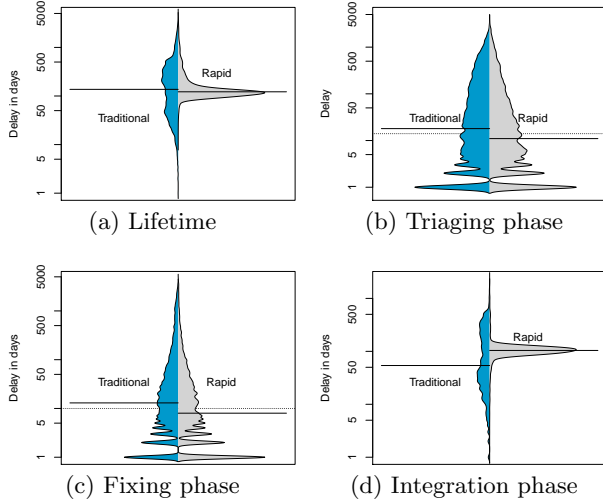 5000
500
50
5
1
Delay in days
Traditional
Rapid
(a) Lifetime
5000
500
50
5
1
Delay
Traditional
Rapid
(b) Triaging phase
5000
500
50
5
1
Delay in days
Traditional
Rapid
(c) Fixing phase
500
50
5
1
Delay in days
Traditional
Rapid
(d) Integration phase